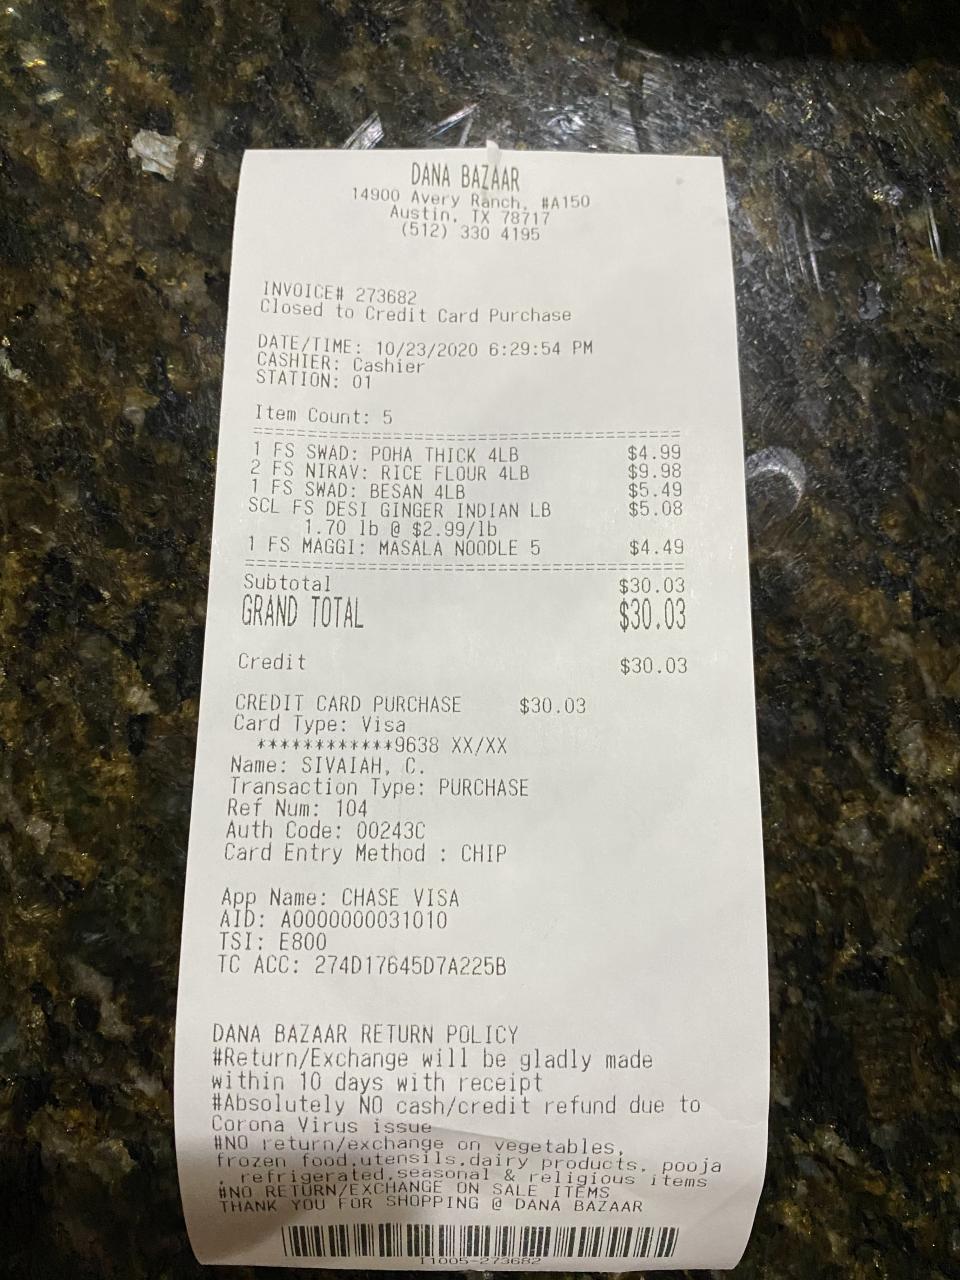 DANA BAZAAR
14900 Avery Ranch, #A150
Austin, TX 78717
(512) 330 4195
INVOICE# 273682
Closed to Credit Card Purchase
DATE/TIME: 10/23/2020 6:29:54 PM
CASHIER: Cashier
STATION: 01
Item Count: 5
1 FS SWAD: POHA THICK 4LB $4.99
2 FS NIRAV: RICE FLOUR 4LB $9.98
1 FS SWAD: BESAN 4LB $5.49
SCL FS DESI GINGER INDIAN LB $5.08
1.70 lb @ $2.99/lb
1 FS MAGGI: MASALA NOODLE 5 $4.49
Subtotal $30.03
GRAND TOTAL $30.03
Credit $30.03
CREDIT CARD PURCHASE $30.03
Card Type: Visa
************9638 XX/XX
Name: SIVAIAH, C.
Transaction Type: PURCHASE
Ref Num: 104
Auth Code: 00243C
Card Entry Method : CHIP
App Name: CHASE VISA
AID: A0000000031010
TSI: E800
TC ACC: 274D17645D7A225B
DANA BAZAAR RETURN POLICY
#Return/Exchange will be gladly made
within 10 days with receipt
#Absolutely NO cash/credit refund due to
Corona Virus issue
#NO return/exchange on vegetables,
frozen food,utensils,dairy products, pooja
, refrigerated,seasonal & religious items
#NO RETURN/EXCHANGE ON SALE ITEMS
THANK YOU FOR SHOPPING @ DANA BAZAAR
I1005-273682